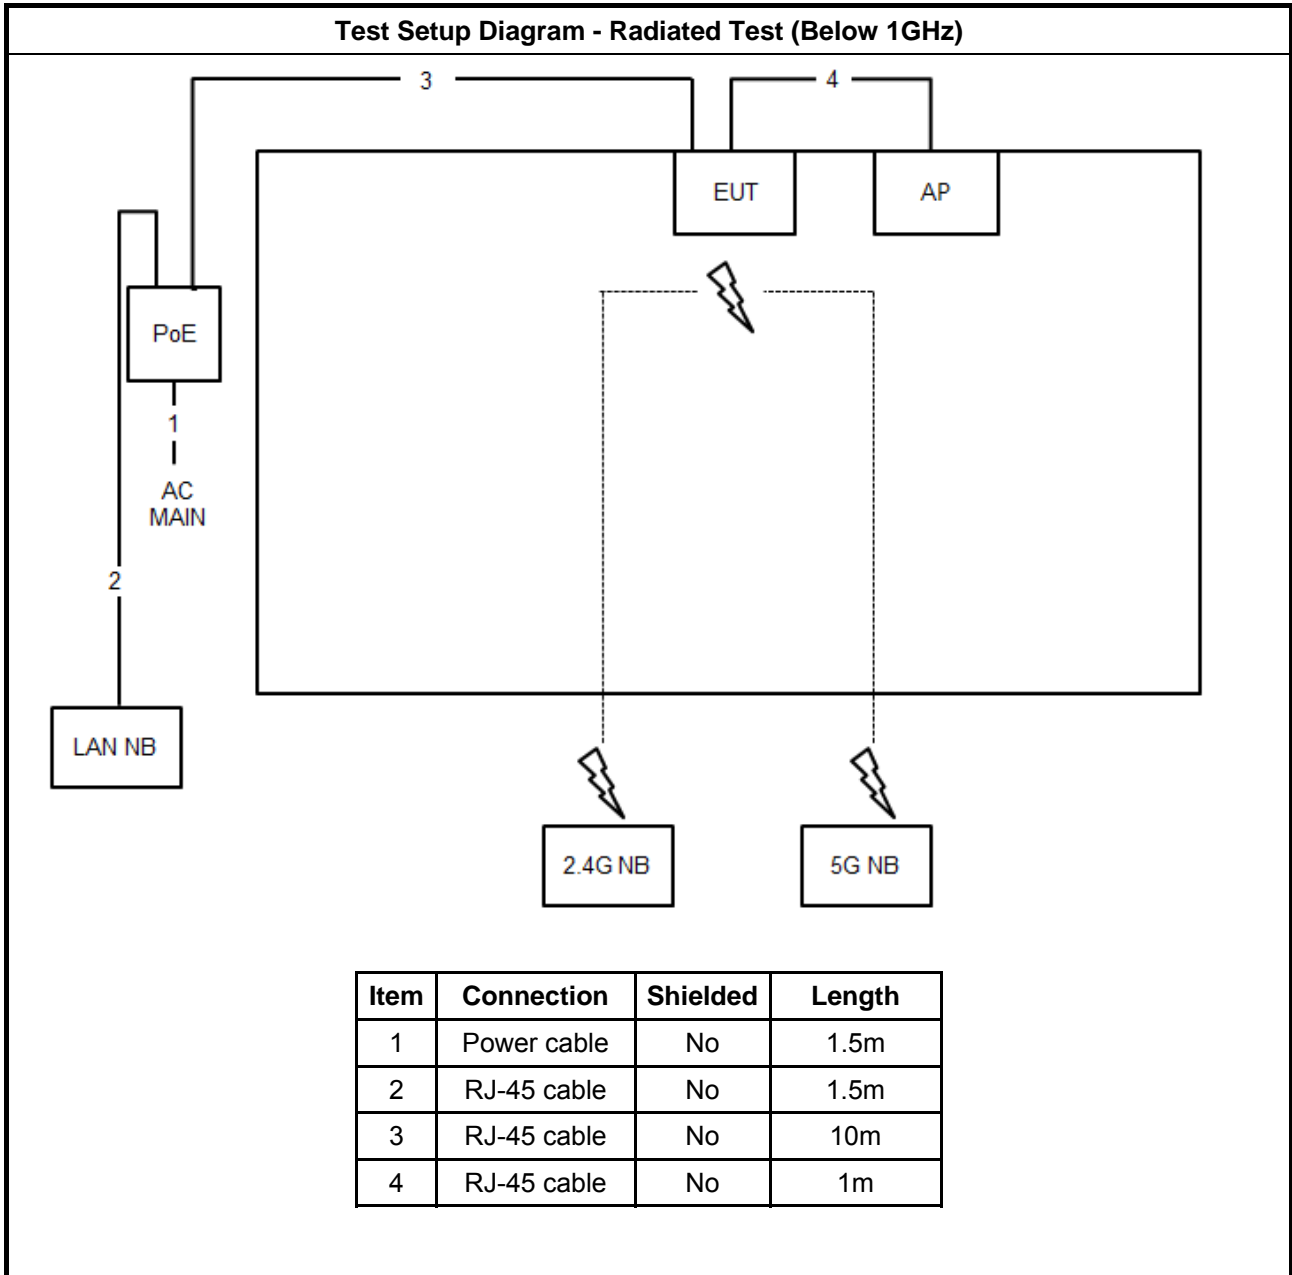 Test Setup Diagram - Radiated Test (Below 1GHz)
3
4
EUT
AP
PoE
1
AC
MAIN
2
LAN NB
2.4G NB
5G NB
Item Connection Shielded Length
1 Power cable No 1.5m
2 RJ-45 cable No 1.5m
3 RJ-45 cable No 10m
4 RJ-45 cable No 1m